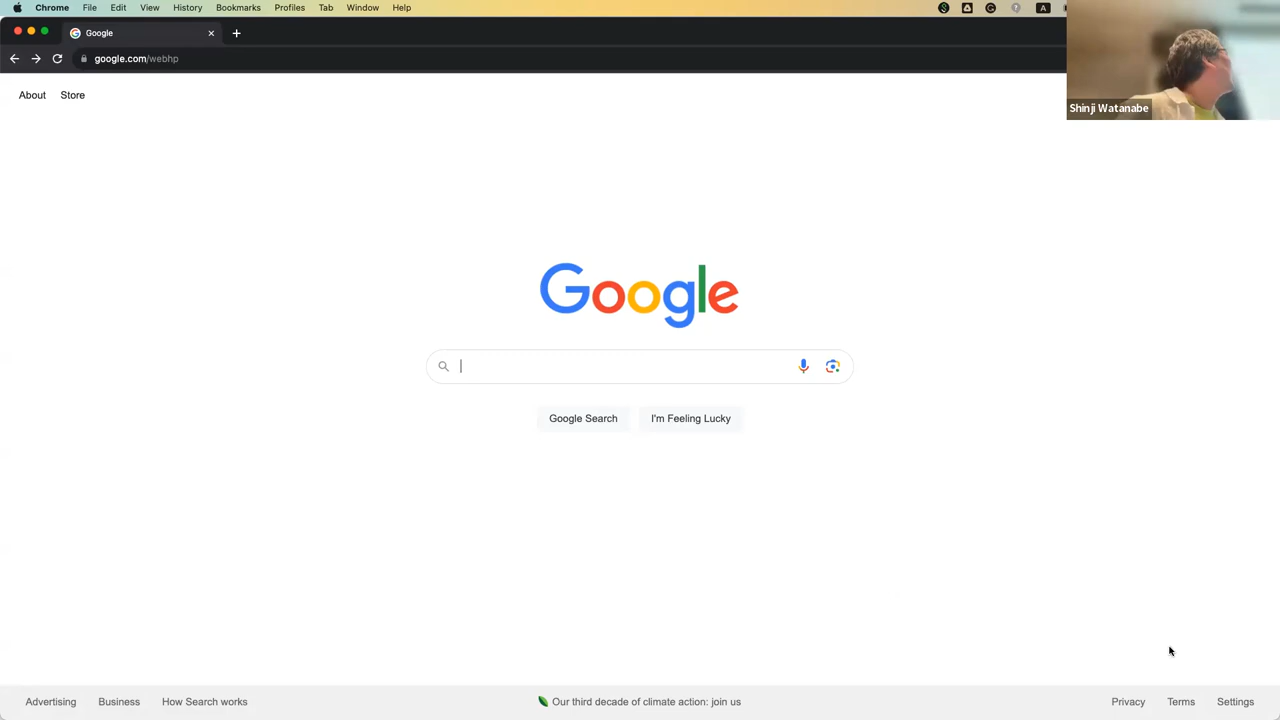 Chrome File Edit View History Bookmarks Profiles Tab Window Help
A
Google
google.com/webhp
About Store
Shinji Watanabe
Google
Google Search I'm Feeling Lucky
Advertising Business How Search works Our third decade of climate action: join us Privacy Terms Settings